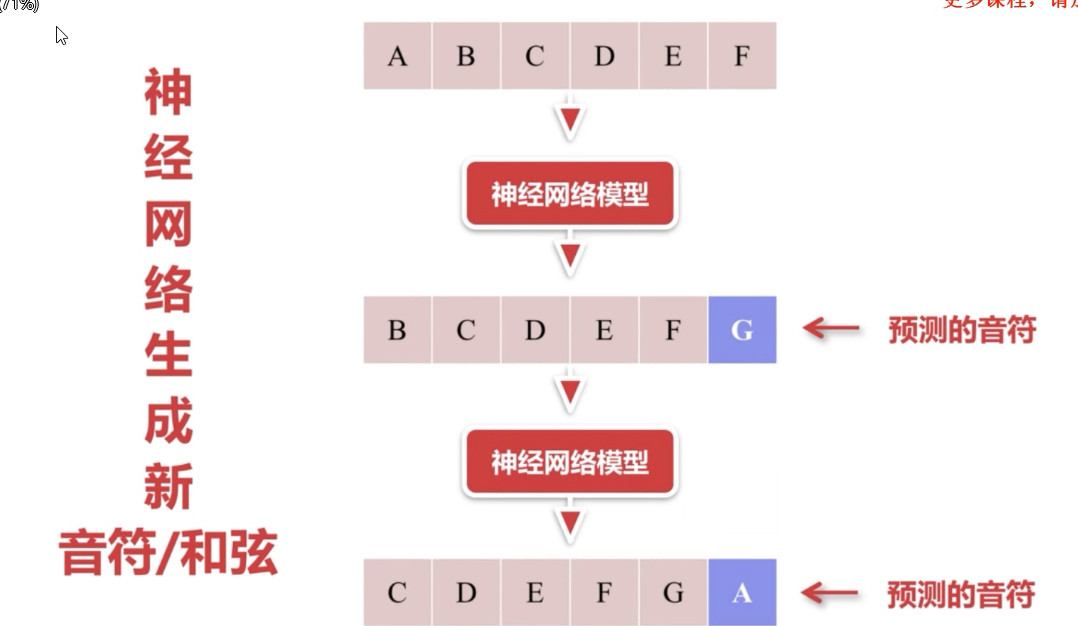 (71%)
更多课程，请
神经网络生成新
音符/和弦
A B C D E F
神经网络模型
B C D E F G
预测的音符
神经网络模型
C D E F G A
预测的音符